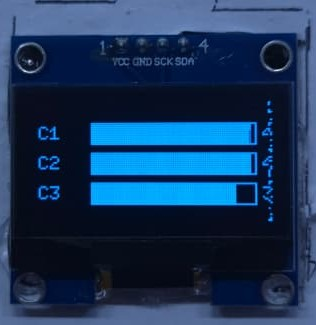 1 4
VCC GND SCK SDA
C1
C2
C3